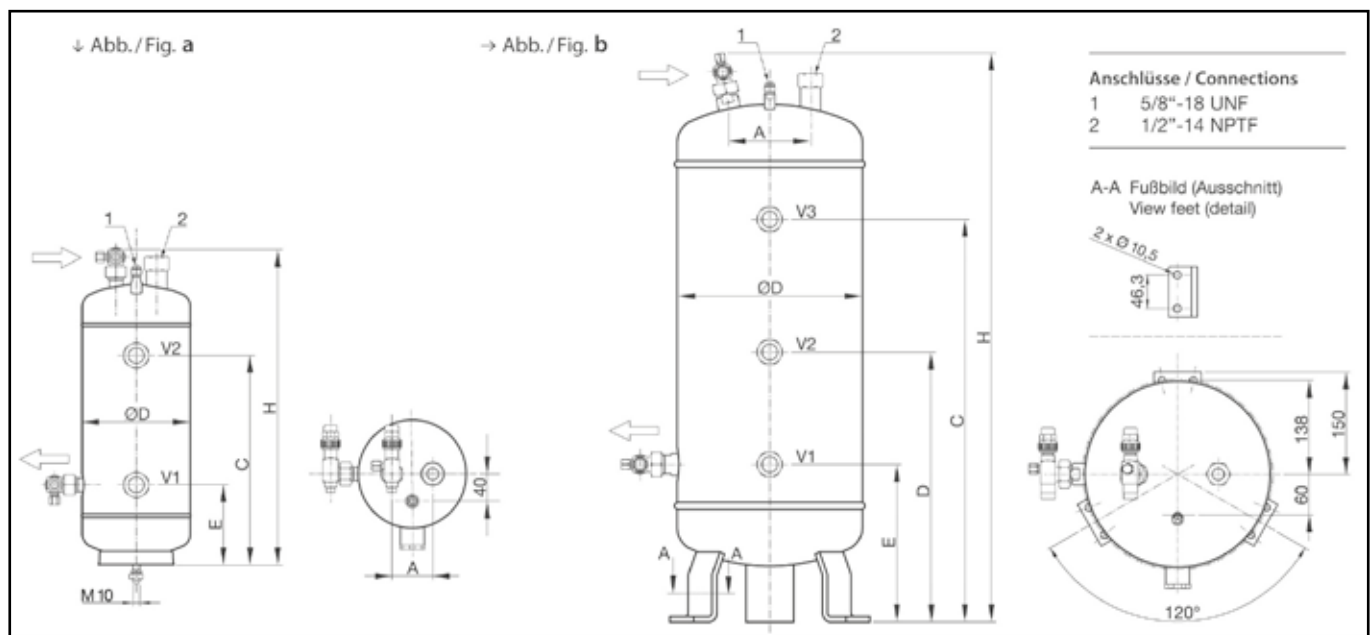 ↓ Abb./Fig. a
→ Abb./Fig. b
1
2
V2
ØD
V1
H
C
E
M 10
40
A
1
2
A
V3
ØD
V2
V1
H
C
D
E
A
A
Anschlüsse / Connections
1 5/8“-18 UNF
2 1/2”-14 NPTF
A-A Fußbild (Ausschnitt)
View feet (detail)
2 x Ø 10,5
46,3
138
150
60
120°